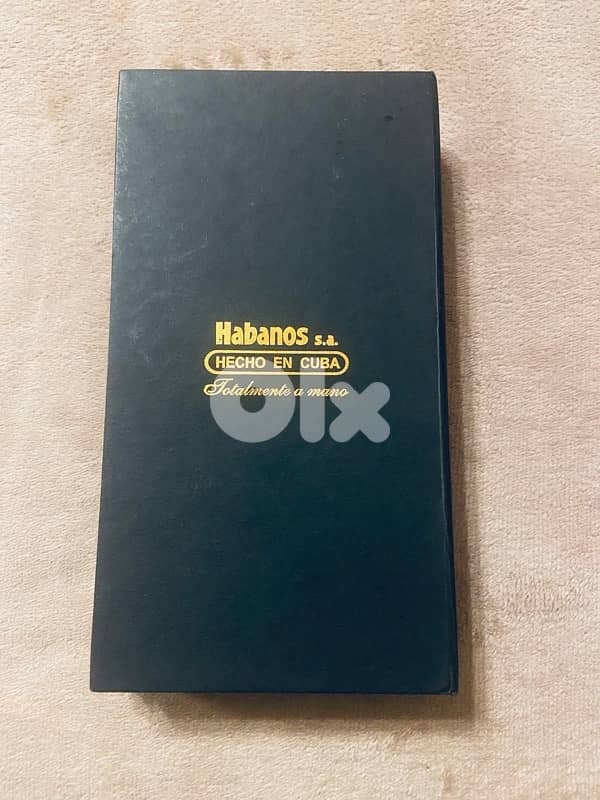 Habanos s.a.
HECHO EN CUBA
Totalmente a mano
olx